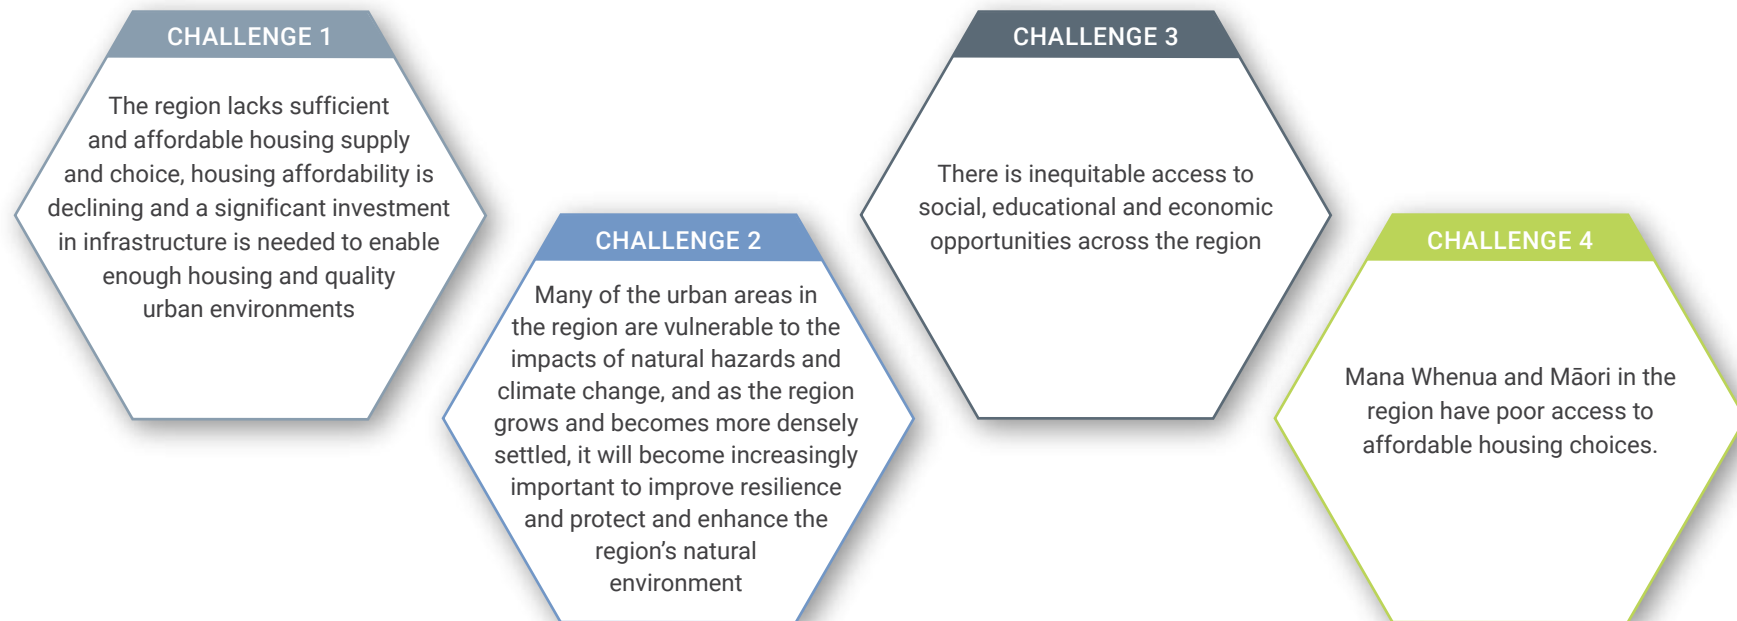 CHALLENGE 1
The region lacks sufficient
and affordable housing supply
and choice, housing affordability is
declining and a significant investment
in infrastructure is needed to enable
enough housing and quality
urban environments
CHALLENGE 2
Many of the urban areas in
the region are vulnerable to the
impacts of natural hazards and
climate change, and as the region
grows and becomes more densely
settled, it will become increasingly
important to improve resilience
and protect and enhance the
region’s natural
environment
CHALLENGE 3
There is inequitable access to
social, educational and economic
opportunities across the region
CHALLENGE 4
Mana Whenua and Māori in the
region have poor access to
affordable housing choices.